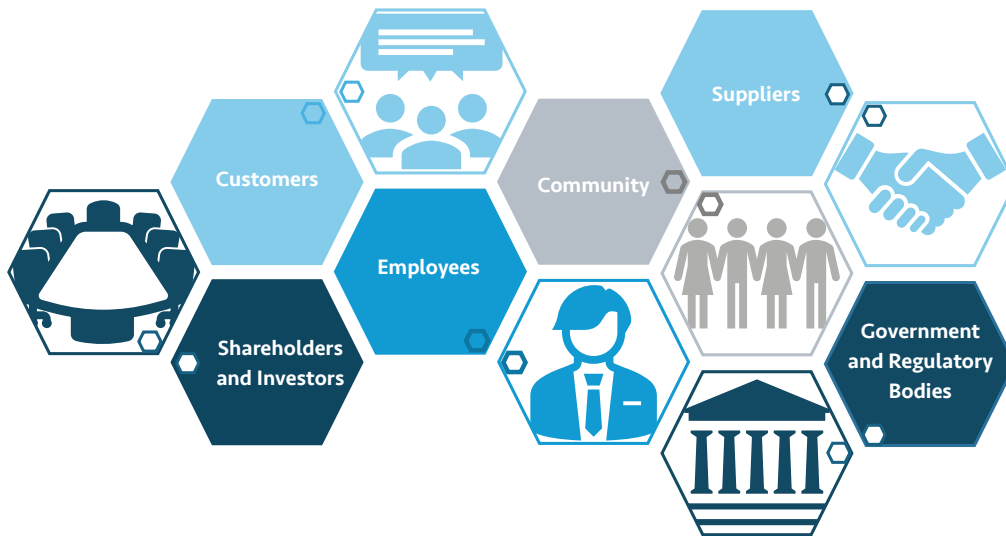 Suppliers
Customers
Community
Employees
Shareholders
and Investors
Government
and Regulatory
Bodies